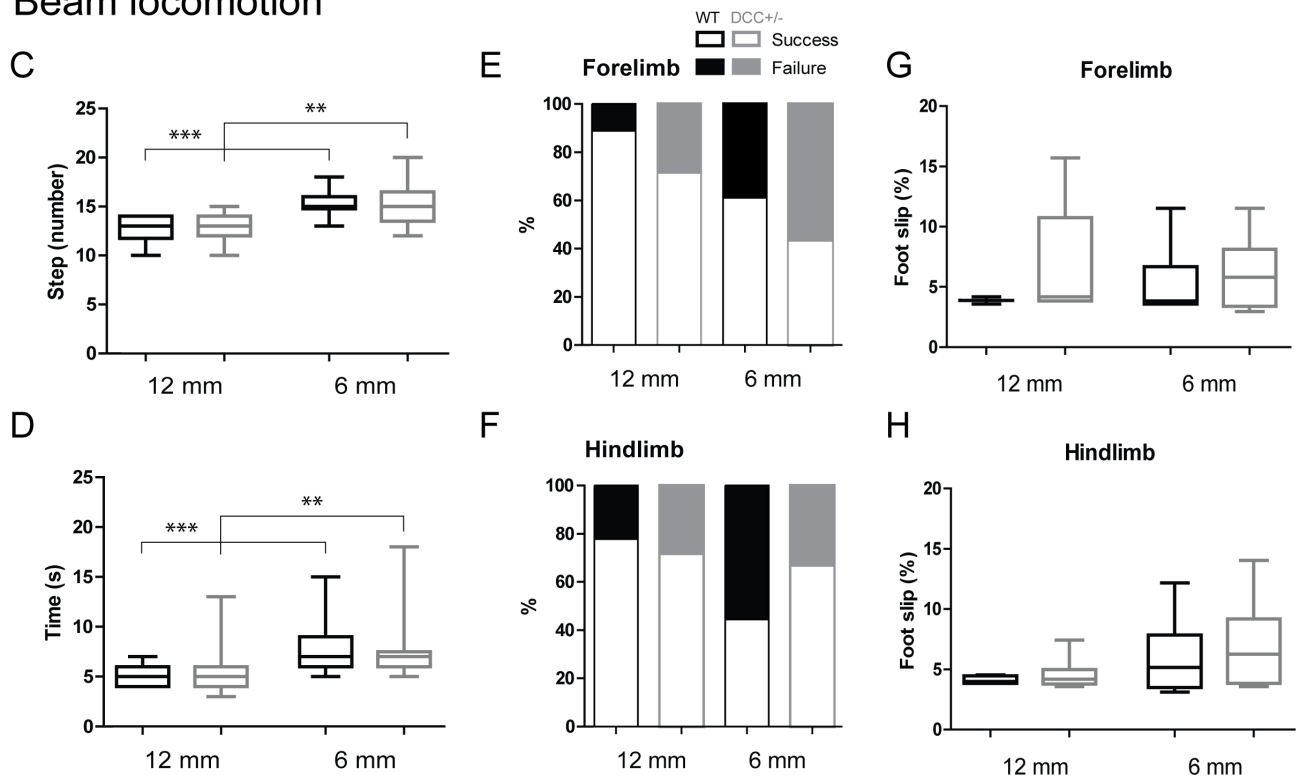 Beam locomotion
WT DCC+/-
Success
Failure
C
Step (number)
25
20
15
10
5
0
***
**
12 mm
6 mm
E
Forelimb
%
100
80
60
40
20
0
12 mm
6 mm
G
Forelimb
Foot slip (%)
20
15
10
5
0
12 mm
6 mm
D
Time (s)
25
20
15
10
5
0
***
**
12 mm
6 mm
F
Hindlimb
%
100
80
60
40
20
0
12 mm
6 mm
H
Hindlimb
Foot slip (%)
20
15
10
5
0
12 mm
6 mm